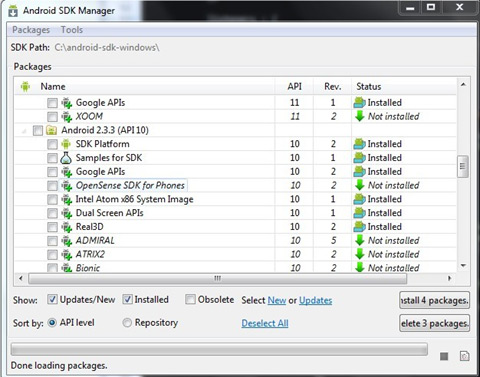 Android SDK Manager
Packages Tools
SDK Path: C:\android-sdk-windows\
Packages
Name API Rev. Status
Google APIs 11 1 Installed
XOOM 11 2 Not installed
Android 2.3.3 (API 10)
SDK Platform 10 2 Installed
Samples for SDK 10 1 Installed
Google APIs 10 2 Installed
OpenSense SDK for Phones 10 2 Not installed
Intel Atom x86 System Image 10 2 Installed
Dual Screen APIs 10 1 Installed
Real3D 10 2 Installed
ADMIRAL 10 5 Not installed
ATRIX2 10 2 Not installed
Bionic 10 2 Not installed
Show: Updates/New Installed Obsolete Select New or Updates nstall 4 packages.
Sort by: API level Repository Deselect All elete 3 packages.
Done loading packages.